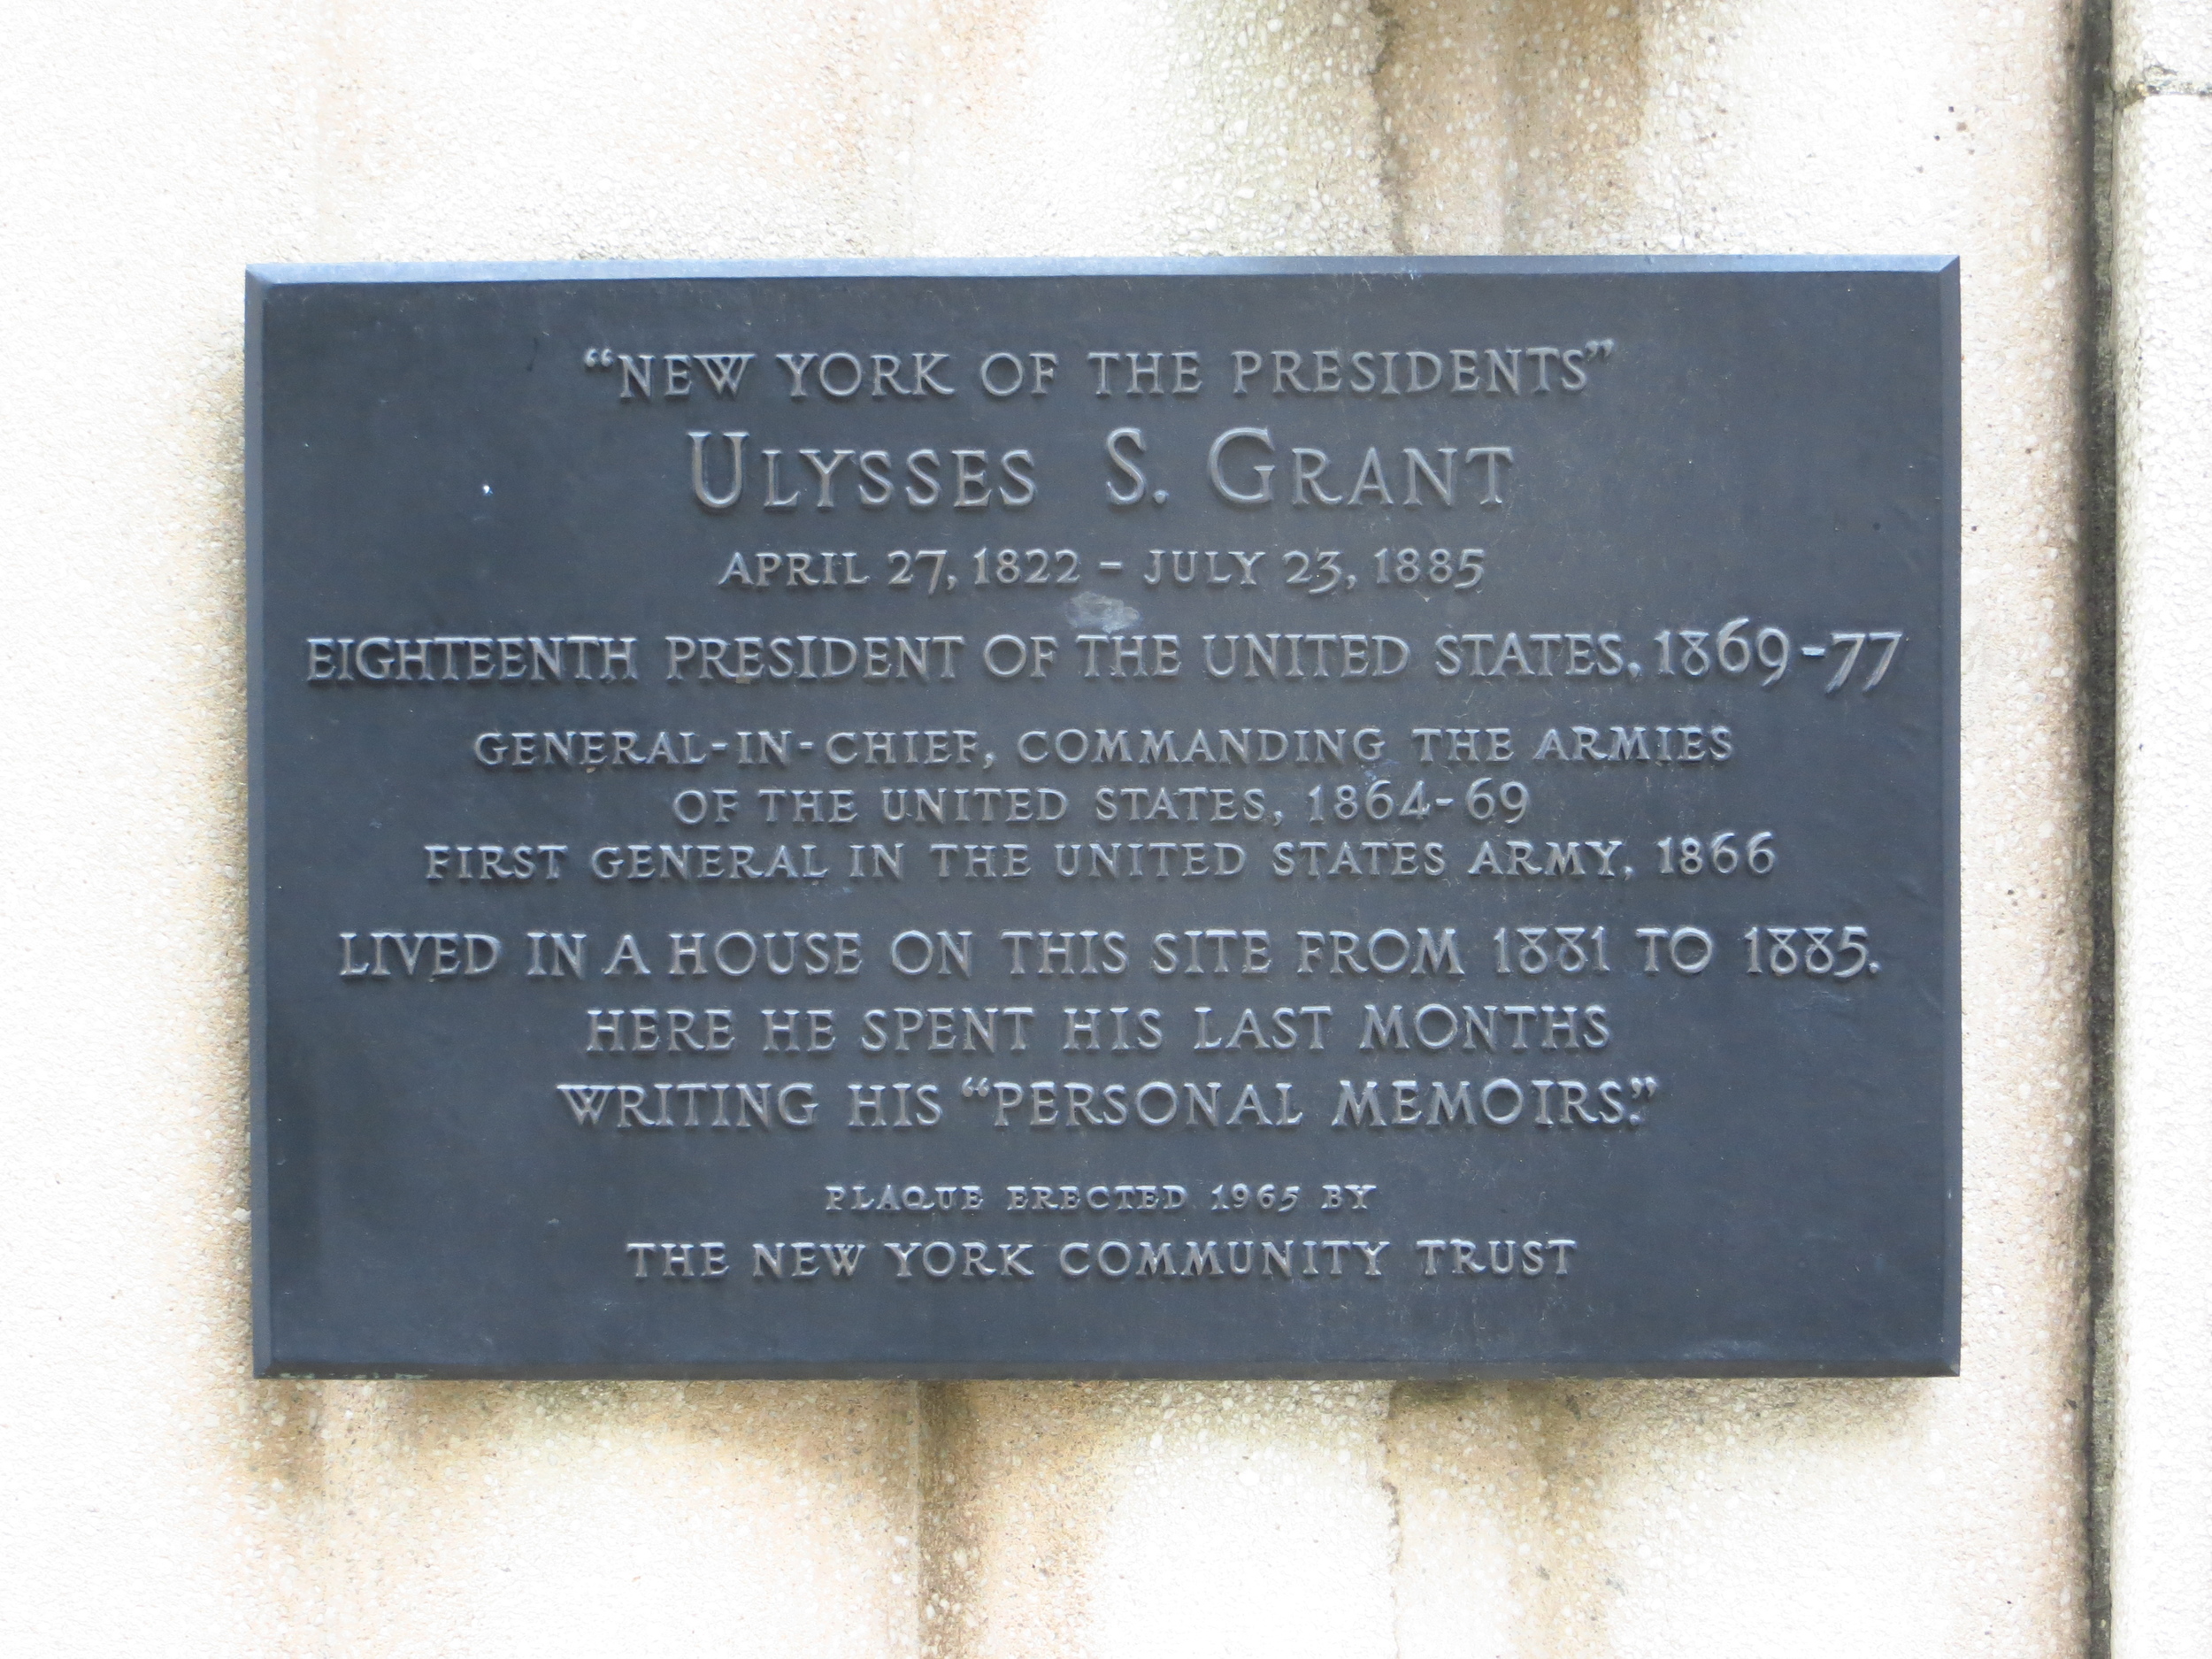 “NEW YORK OF THE PRESIDENTS”
ULYSSES S. GRANT
APRIL 27, 1822 – JULY 23, 1885
EIGHTEENTH PRESIDENT OF THE UNITED STATES, 1869-77
GENERAL-IN-CHIEF, COMMANDING THE ARMIES
OF THE UNITED STATES, 1864-69
FIRST GENERAL IN THE UNITED STATES ARMY, 1866
LIVED IN A HOUSE ON THIS SITE FROM 1881 TO 1885.
HERE HE SPENT HIS LAST MONTHS
WRITING HIS “PERSONAL MEMOIRS.”
PLAQUE ERECTED 1965 BY
THE NEW YORK COMMUNITY TRUST